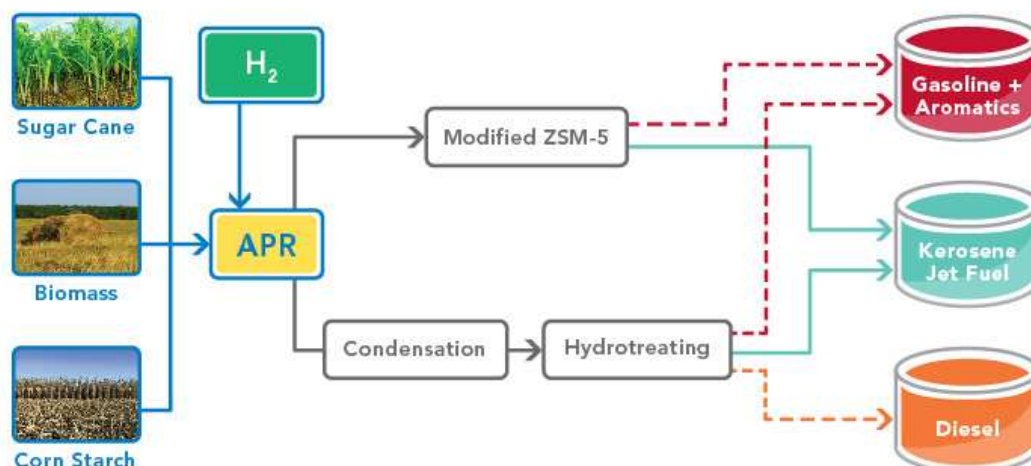 Sugar Cane
H₂
Modified ZSM-5
Gasoline +
Aromatics
Biomass
APR
Kerosene
Jet Fuel
Condensation
Hydrotreating
Corn Starch
Diesel